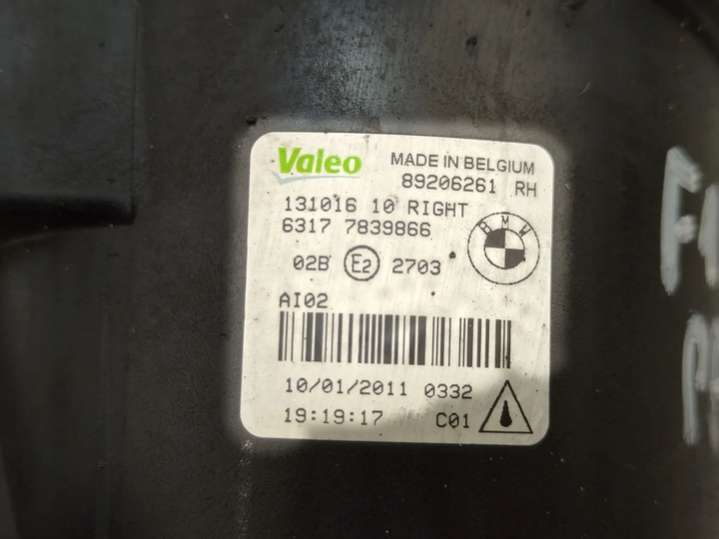 Valeo MADE IN BELGIUM
89206261 RH
131016 10 RIGHT
6317 7839866
BMW
02B E2 2703
AI02
10/01/2011 0332
19:19:17 C01